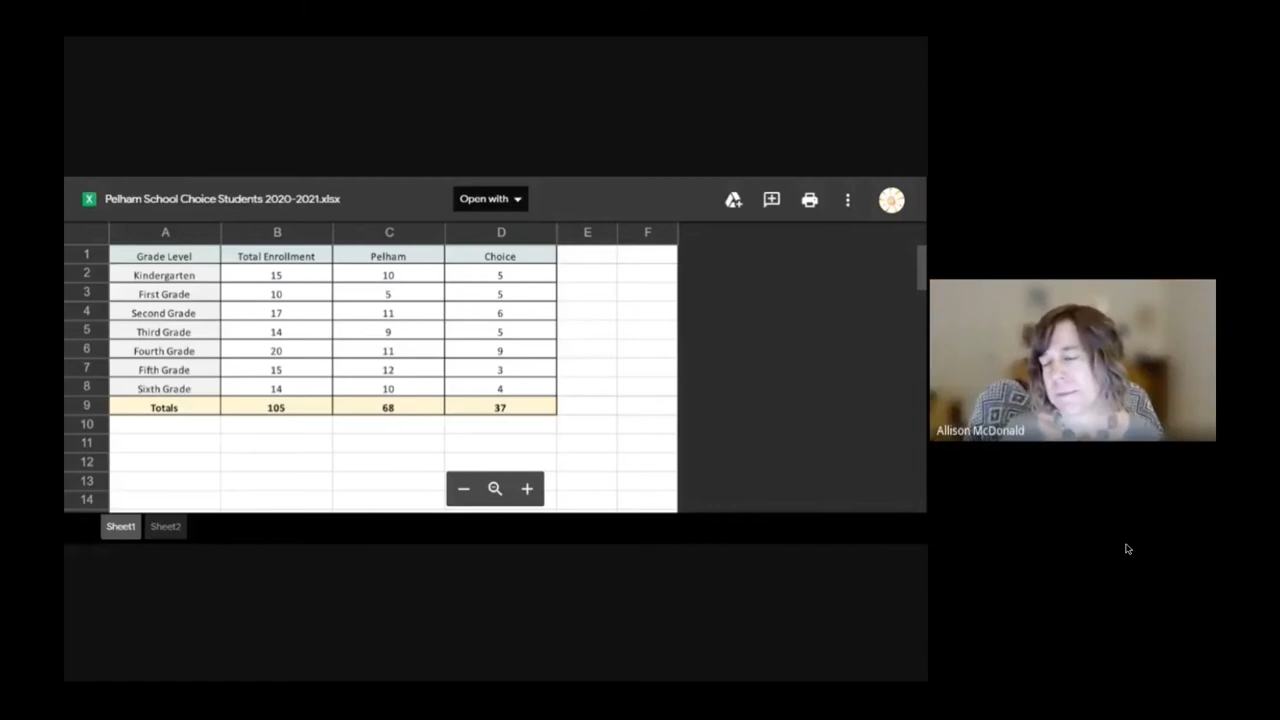 Pelham School Choice Students 2020-2021.xlsx Open with
A B C D E F
1 Grade Level Total Enrollment Pelham Choice
2 Kindergarten 15 10 5
3 First Grade 10 5 5
4 Second Grade 17 11 6
5 Third Grade 14 9 5
6 Fourth Grade 20 11 9
7 Fifth Grade 15 12 3
8 Sixth Grade 14 10 4
9 Totals 105 68 37
10
11
12
13
14
Sheet1 Sheet2
Allison McDonald